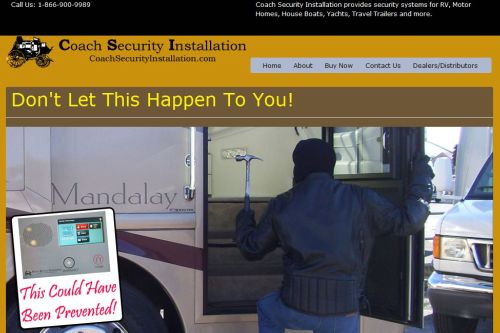 Call Us: 1-866-900-9989
Coach Security Installation provides security systems for RV, Motor
Homes, House Boats, Yachts, Travel Trailers and more.
Coach Security Installation
CoachSecurityInstallation.com
Home About Buy Now Contact Us Dealers/Distributors
Don't Let This Happen To You!
Mandalay
This Could Have
Been Prevented!